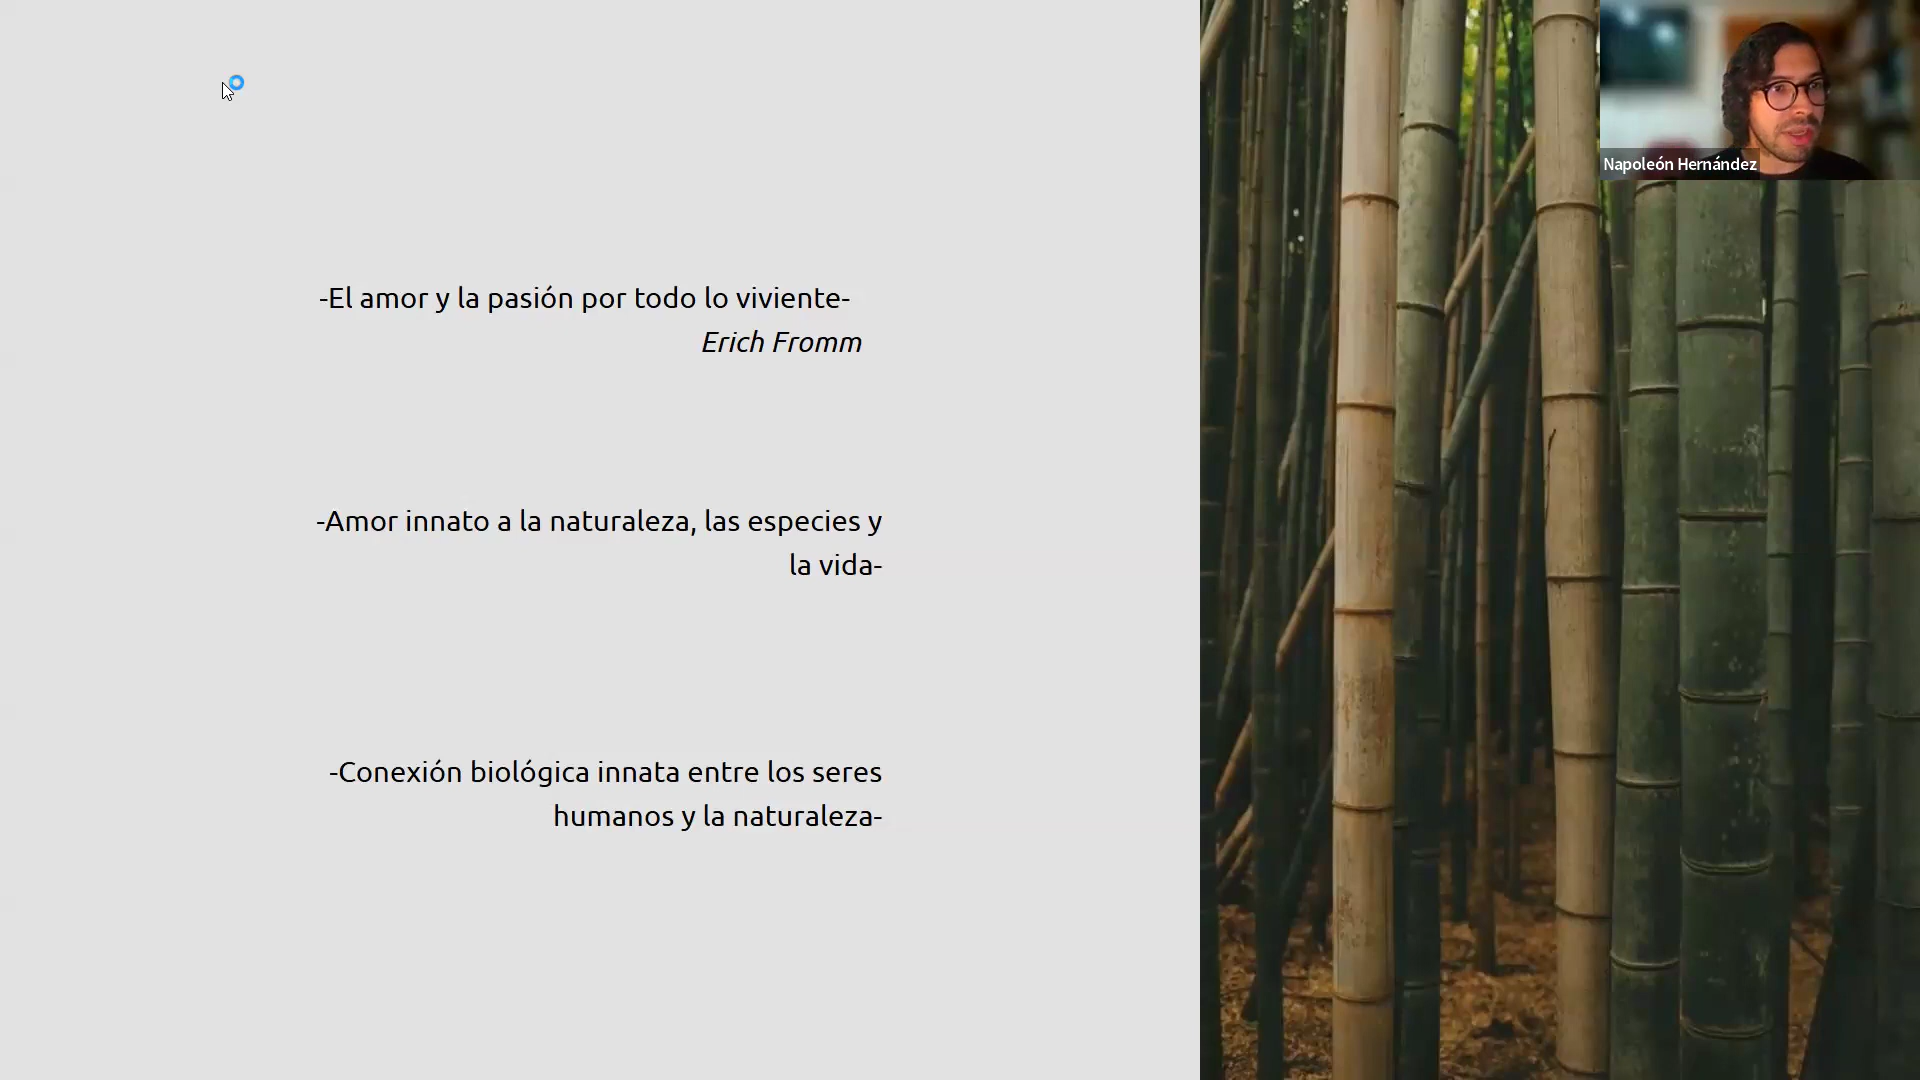 Napoleón Hernández
-El amor y la pasión por todo lo viviente-
Erich Fromm
-Amor innato a la naturaleza, las especies y
la vida-
-Conexión biológica innata entre los seres
humanos y la naturaleza-